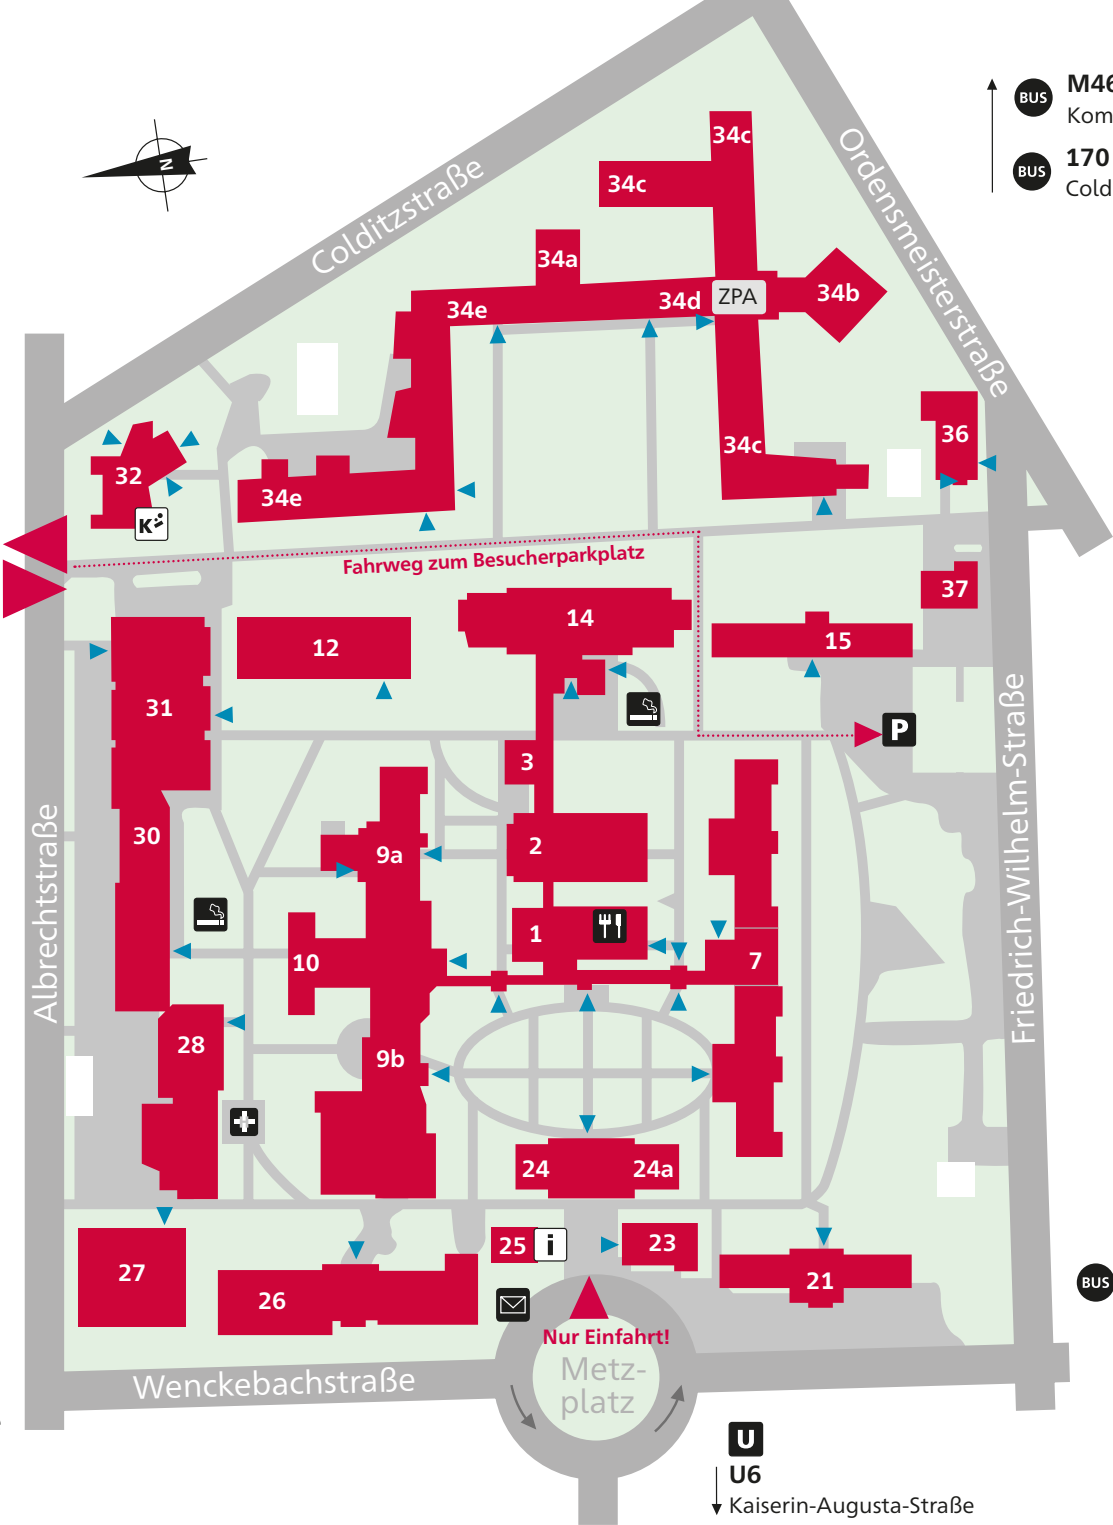 M46
Kom
170
Cold
BUS
BUS
N
Colditzstraße
Ordensmeisterstraße
34c
34c
34a
34e
34d
ZPA
34b
34c
36
32
K
34e
Fahrweg zum Besucherparkplatz
37
14
12
15
31
P
3
30
2
9a
1
10
7
28
9b
24
24a
25
i
23
27
26
21
BUS
Albrechtstraße
Friedrich-Wilhelm-Straße
Nur Einfahrt!
Metz-
platz
Wenckebachstraße
U
U6
Kaiserin-Augusta-Straße